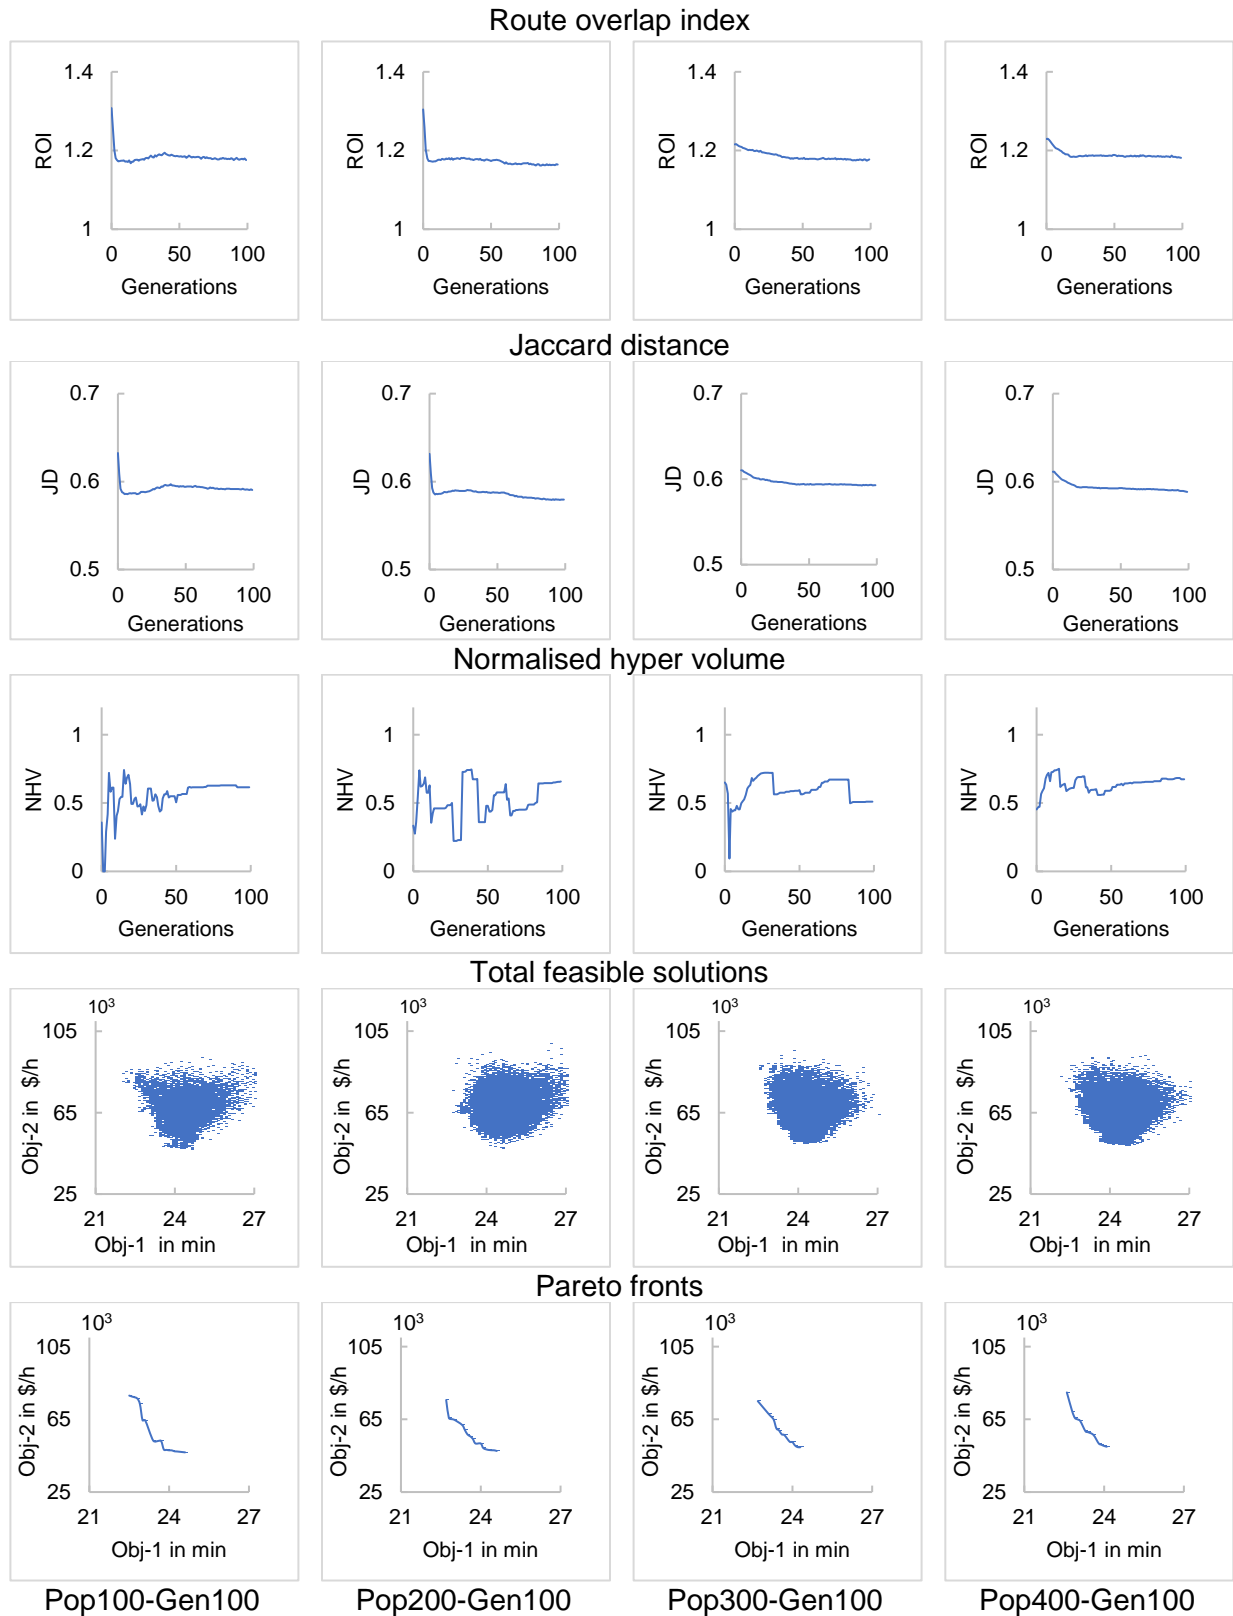 Route overlap index
1.4 1.4 1.4 1.4
ROI ROI ROI ROI
1.2 1.2 1.2 1.2
1 1 1 1
0 50 100 0 50 100 0 50 100 0 50 100
Generations Generations Generations Generations
Jaccard distance
0.7 0.7 0.7 0.7
JD JD JD JD
0.6 0.6 0.6 0.6
0.5 0.5 0.5 0.5
0 50 100 0 50 100 0 50 100 0 50 100
Generations Generations Generations Generations
Normalised hyper volume
1 1 1 1
NHV NHV NHV NHV
0.5 0.5 0.5 0.5
0 0 0 0
0 50 100 0 50 100 0 50 100 0 50 100
Generations Generations Generations Generations
Total feasible solutions
10³ 10³ 10³ 10³
105 105 105 105
Obj-2 in $/h Obj-2 in $/h Obj-2 in $/h Obj-2 in $/h
65 65 65 65
25 25 25 25
21 24 27 21 24 27 21 24 27 21 24 27
Obj-1 in min Obj-1 in min Obj-1 in min Obj-1 in min
Pareto fronts
10³ 10³ 10³ 10³
105 105 105 105
Obj-2 in $/h Obj-2 in $/h Obj-2 in $/h Obj-2 in $/h
65 65 65 65
25 25 25 25
21 24 27 21 24 27 21 24 27 21 24 27
Obj-1 in min Obj-1 in min Obj-1 in min Obj-1 in min
Pop100-Gen100 Pop200-Gen100 Pop300-Gen100 Pop400-Gen100